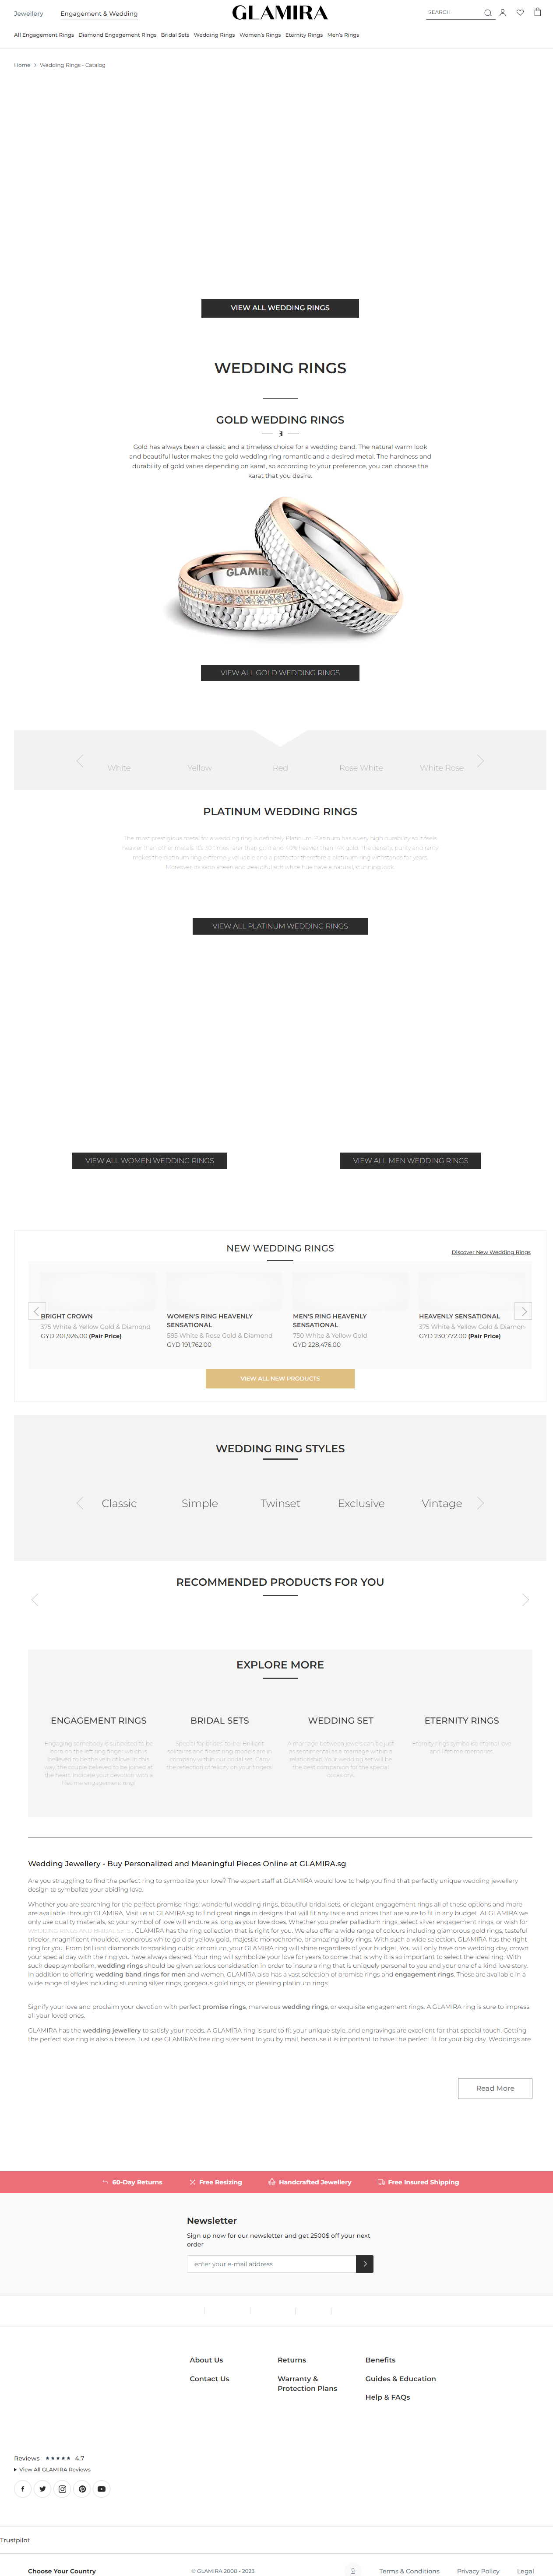 Jewellery
Engagement & Wedding
GLAMIRA
SEARCH
All Engagement Rings
Diamond Engagement Rings
Bridal Sets
Wedding Rings
Women's Rings
Eternity Rings
Men's Rings
Home
Wedding Rings - Catalog
VIEW ALL WEDDING RINGS
WEDDING RINGS
GOLD WEDDING RINGS
Gold has always been a classic and a timeless choice for a wedding band. The natural warm look
and beautiful luster makes the gold wedding ring romantic and a desired metal. The hardness and
durability of gold varies depending on karat, so according to your preference, you can choose the
karat that you desire.
GLAMIRA
VIEW ALL GOLD WEDDING RINGS
White
Yellow
Red
Rose White
White Rose
PLATINUM WEDDING RINGS
VIEW ALL PLATINUM WEDDING RINGS
VIEW ALL WOMEN WEDDING RINGS
VIEW ALL MEN WEDDING RINGS
NEW WEDDING RINGS
Discover New Wedding Rings
BRIGHT CROWN
375 White & Yellow Gold & Diamond
GYD 201,926.00 (Pair Price)
WOMEN'S RING HEAVENLY
SENSATIONAL
585 White & Rose Gold & Diamond
GYD 191,762.00
MEN'S RING HEAVENLY
SENSATIONAL
750 White & Yellow Gold
GYD 228,476.00
HEAVENLY SENSATIONAL
375 White & Yellow Gold & Diamon
GYD 230,772.00 (Pair Price)
VIEW ALL NEW PRODUCTS
WEDDING RING STYLES
Classic
Simple
Twinset
Exclusive
Vintage
RECOMMENDED PRODUCTS FOR YOU
EXPLORE MORE
ENGAGEMENT RINGS
BRIDAL SETS
WEDDING SET
ETERNITY RINGS
Wedding Jewellery - Buy Personalized and Meaningful Pieces Online at GLAMIRA.sg
Are you struggling to find the perfect ring to symbolize your love? The expert staff at GLAMIRA would love to help you find that perfectly unique wedding jewellery
design to symbolize your abiding love.
Whether you are searching for the perfect promise rings, wonderful wedding rings, beautiful bridal sets, or elegant engagement rings all of these options and more
are available through GLAMIRA. Visit us at GLAMIRA.sg to find great rings in designs that will fit any taste and prices that are sure to fit in any budget. At GLAMIRA we
only use quality materials, so your symbol of love will endure as long as your love does. Whether you prefer palladium rings, select silver engagement rings, or wish for
, GLAMIRA has the ring collection that is right for you. We also offer a wide range of colours including glamorous gold rings, tasteful
tricolor, magnificent moulded, wondrous white gold or yellow gold, majestic monochrome, or amazing alloy rings. With such a wide selection, GLAMIRA has the right
ring for you. From brilliant diamonds to sparkling cubic zirconium, your GLAMIRA ring will shine regardless of your budget. You will only have one wedding day, crown
your special day with the ring you have always desired. Your ring will symbolize your love for years to come that is why it is so important to select the ideal ring. With
such deep symbolism, wedding rings should be given serious consideration in order to insure a ring that is uniquely personal to you and your one of a kind love story.
In addition to offering wedding band rings for men and women, GLAMIRA also has a vast selection of promise rings and engagement rings. These are available in a
wide range of styles including stunning silver rings, gorgeous gold rings, or pleasing platinum rings.
Signify your love and proclaim your devotion with perfect promise rings, marvelous wedding rings, or exquisite engagement rings. A GLAMIRA ring is sure to impress
all your loved ones.
GLAMIRA has the wedding jewellery to satisfy your needs. A GLAMIRA ring is sure to fit your unique style, and engravings are excellent for that special touch. Getting
the perfect size ring is also a breeze. Just use GLAMIRA's free ring sizer sent to you by mail, because it is important to have the perfect fit for your big day. Weddings are
Read More
60-Day Returns
Free Resizing
Handcrafted Jewellery
Free Insured Shipping
Newsletter
Sign up now for our newsletter and get 2500$ off your next
order
enter your e-mail address
About Us
Returns
Benefits
Contact Us
Warranty &
Protection Plans
Guides & Education
Help & FAQs
Reviews
4.7
View All GLAMIRA Reviews
Trustpilot
Choose Your Country
© GLAMIRA 2008 - 2023
Terms & Conditions
Privacy Policy
Legal